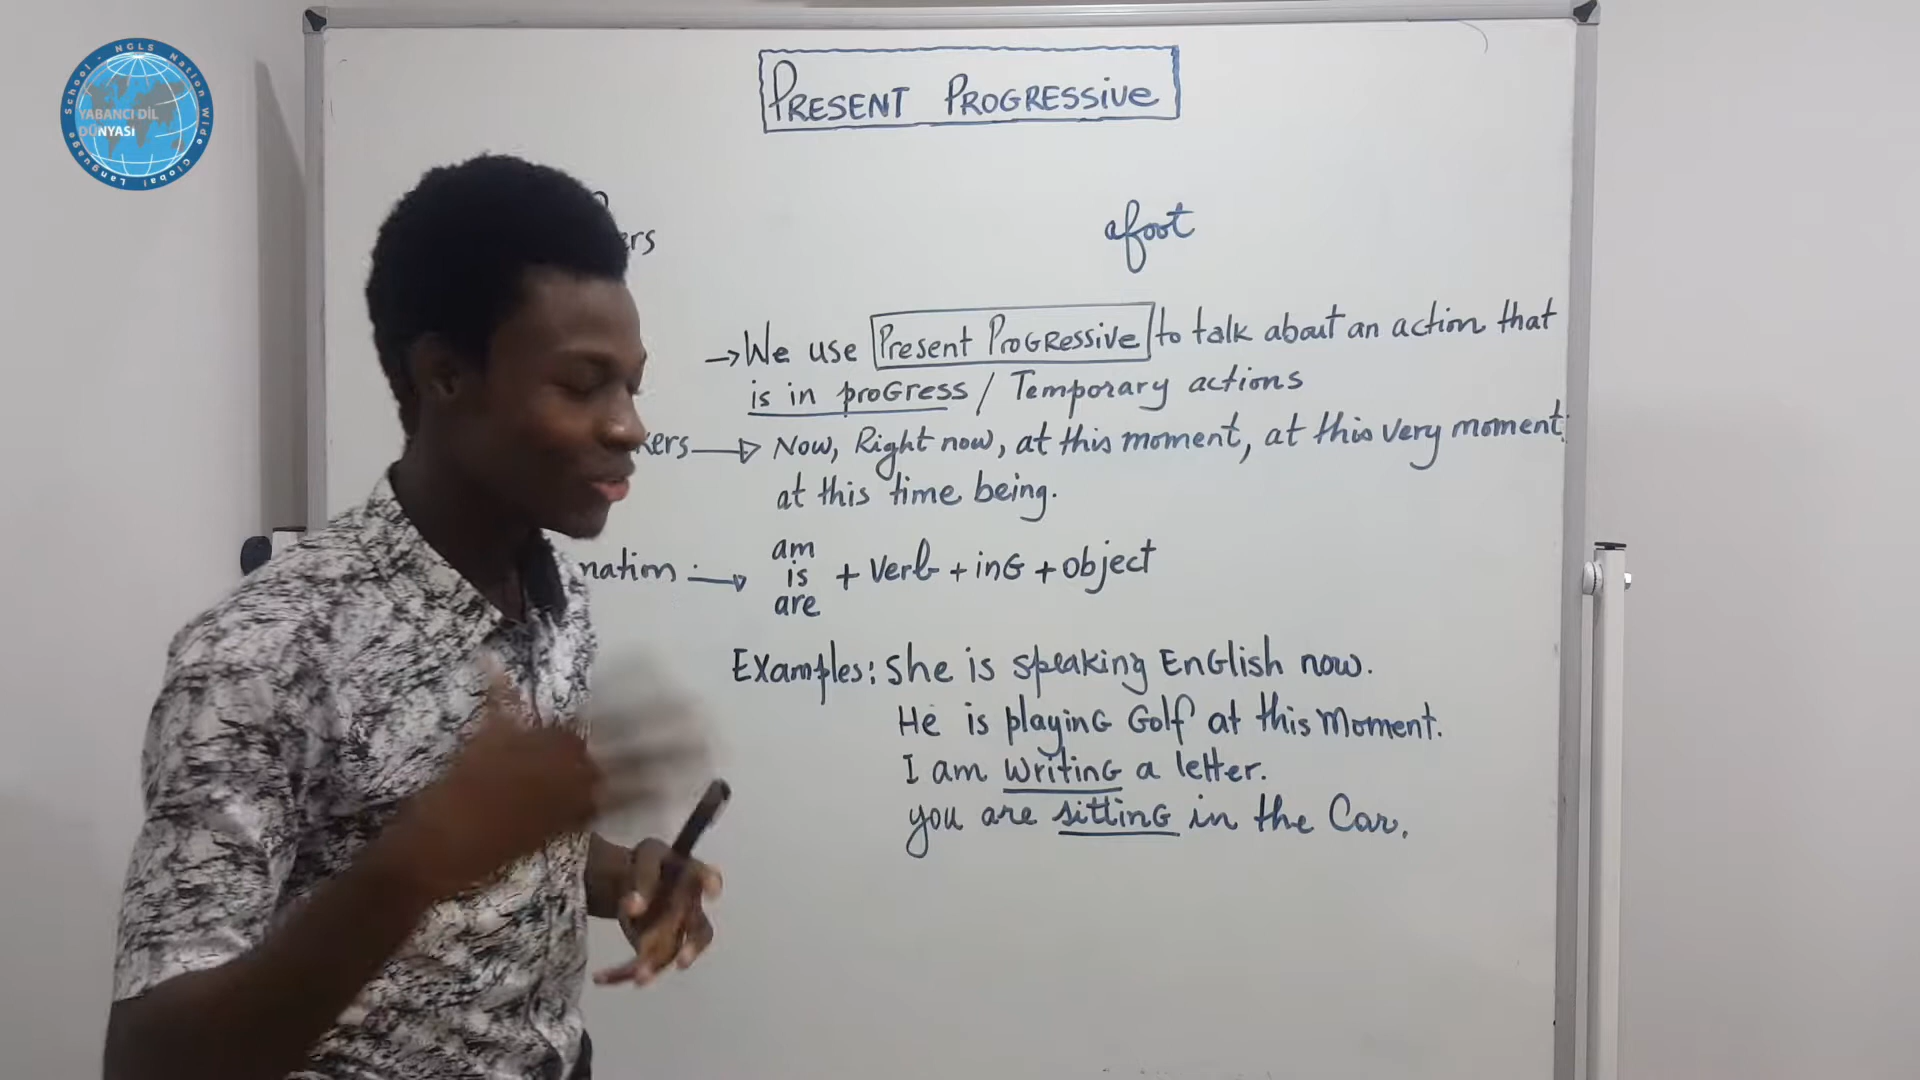 School - NGLS - Nation Wide Global Language
YABANCI DİL
DÜNYASI
PRESENT PROGRESSIVE
afoot
→We use Present Progressive to talk about an action that
is in progress / Temporary actions
→ Now, Right now, at this moment, at this very moment,
at this time being.
→ am
is + verb + ing + object
are
Examples: She is speaking English now.
He is playing Golf at this Moment.
I am writing a letter.
you are sitting in the Car.